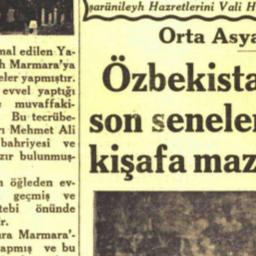 şarünileyh Hazretlerini Vali H
mal edilen Ya-
h Marmara'ya
eler yapmıştır.
evvel yaptığı
muvaffaki-
Bu tecrübe-
ı Mehmet Ali
bahriyesi ve
zır bulunmuş-
n öğleden ev-
geçmiş ve
tebi önünde
r.
ra Marmara'-
apmış ve bu
Orta Asya
Özbekista
son seneler
kişafa maz